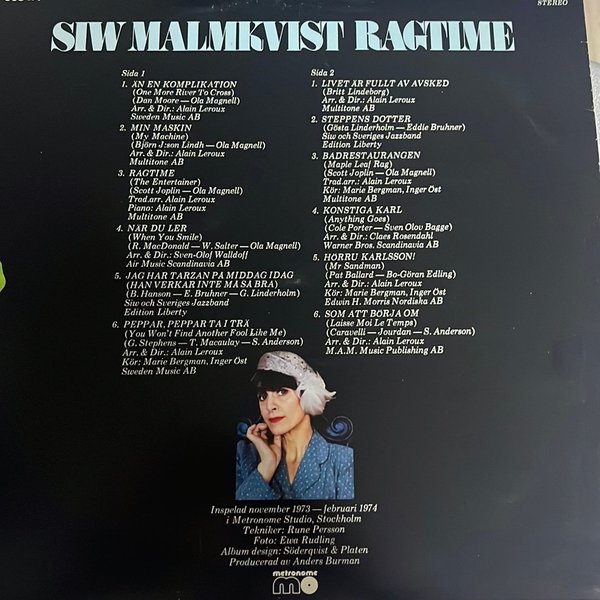 STEREO
SIW MALMKVIST RAGTIME
Sida 1
1. ÄN EN KOMPLIKATION
(One More River To Cross)
(Dan Moore — Ola Magnell)
Arr. & Dir.: Alain Leroux
Sweden Music AB
2. MIN MASKIN
(My Machine)
(Björn J:son Lindh — Ola Magnell)
Arr. & Dir.: Alain Leroux
Multitone AB
3. RAGTIME
(The Entertainer)
(Scott Joplin — Ola Magnell)
Trad.arr. Alain Leroux
Piano: Alain Leroux
Multitone AB
4. NÄR DU LER
(When You Smile)
(R. MacDonald — W. Salter — Ola Magnell)
Arr. & Dir.: Sven-Olof Walldoff
Air Music Scandinavia AB
5. JAG HAR TARZAN PÅ MIDDAG IDAG
(HAN VERKAR INTE MÅ SÅ BRA)
(B. Hanson — E. Bruhner — G. Linderholm)
Siw och Sveriges Jazzband
Edition Liberty
6. PEPPAR, PEPPAR TA I TRÄ
(You Won't Find Another Fool Like Me)
(G. Stephens — T. Macaulay — S. Anderson)
Arr. & Dir.: Alain Leroux
Kör: Marie Bergman, Inger Öst
Sweden Music AB
Sida 2
1. LIVET ÄR FULLT AV AVSKED
(Britt Lindeborg)
Arr. & Dir.: Alain Leroux
Multitone AB
2. STEPPENS DOTTER
(Gösta Linderholm — Eddie Bruhner)
Siw och Sveriges Jazzband
Edition Liberty
3. BADRESTAURANGEN
(Maple Leaf Rag)
(Scott Joplin — Ola Magnell)
Trad.arr.: Alain Leroux
Kör: Marie Bergman, Inger Öst
Multitone AB
4. KONSTIGA KARL
(Anything Goes)
(Cole Porter — Sven Olov Bagge)
Arr. & Dir.: Claes Rosendahl
Warner Bros. Scandinavia AB
5. HÖRRU KARLSSON!
(Mr Sandman)
(Pat Ballard — Bo-Göran Edling)
Arr. & Dir.: Alain Leroux
Kör: Marie Bergman, Inger Öst
Edwin H. Morris Nordiska AB
6. SOM ATT BÖRJA OM
(Laisse Moi Le Temps)
(Caravelli — Jourdan — S. Anderson)
Arr. & Dir.: Alain Leroux
M.A.M. Music Publishing AB
Inspelad november 1973 — februari 1974
i Metronome Studio, Stockholm
Tekniker: Rune Persson
Foto: Ewa Rudling
Album design: Söderqvist & Platen
Producerad av Anders Burman
metronome